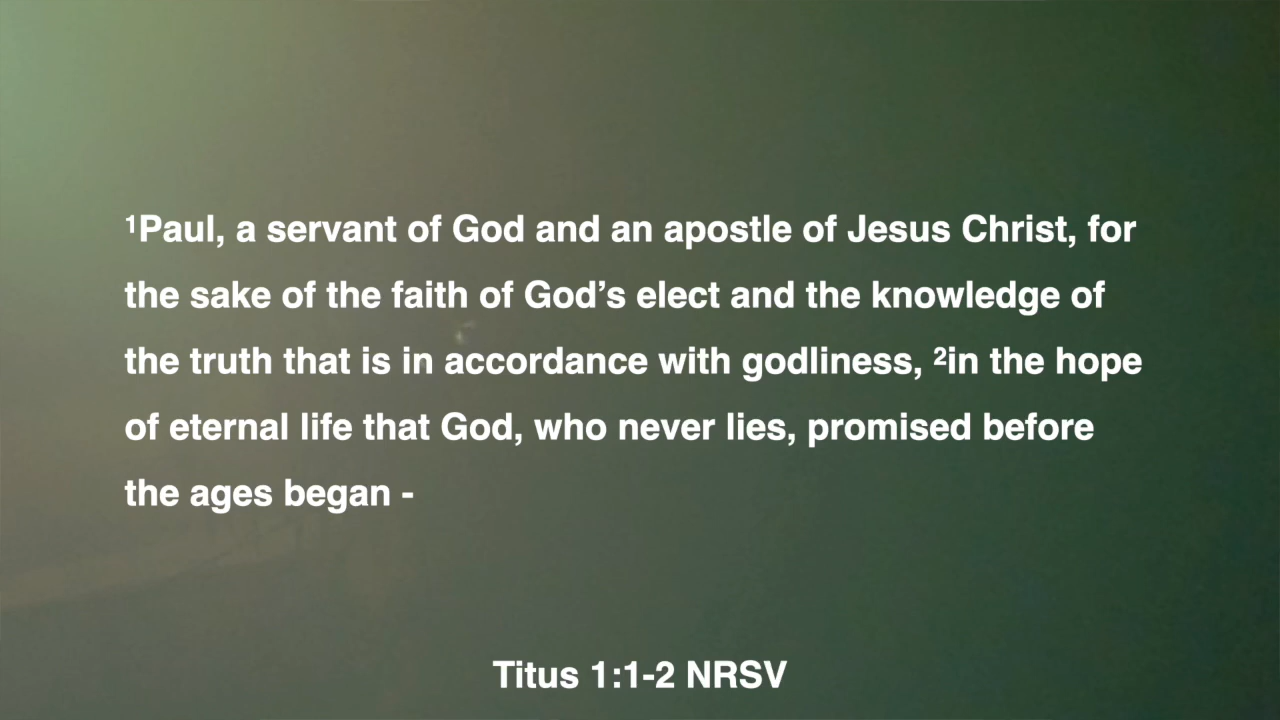 ¹Paul, a servant of God and an apostle of Jesus Christ, for
the sake of the faith of God’s elect and the knowledge of
the truth that is in accordance with godliness, ²in the hope
of eternal life that God, who never lies, promised before
the ages began -
Titus 1:1-2 NRSV